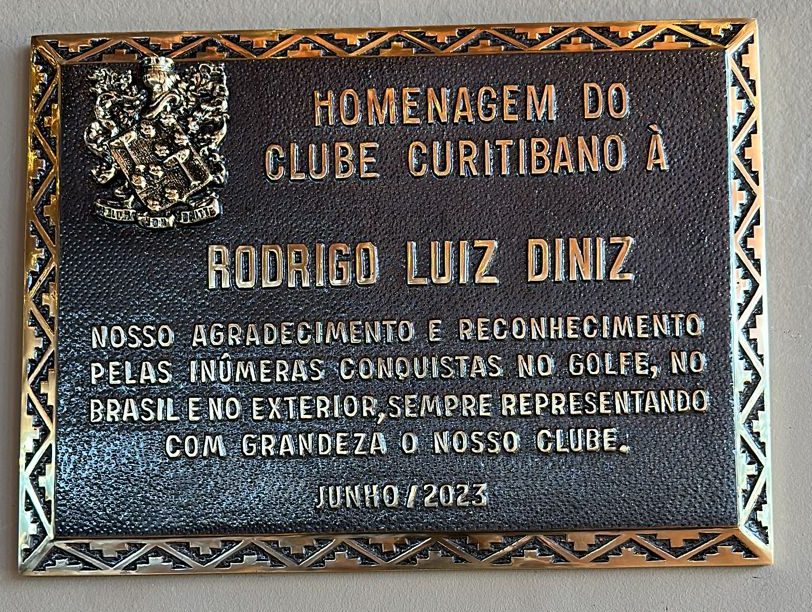 HOMENAGEM DO
CLUBE CURITIBANO À
RODRIGO LUIZ DINIZ
NOSSO AGRADECIMENTO E RECONHECIMENTO
PELAS INÚMERAS CONQUISTAS NO GOLFE, NO
BRASIL E NO EXTERIOR, SEMPRE REPRESENTANDO
COM GRANDEZA O NOSSO CLUBE.
JUNHO/2023